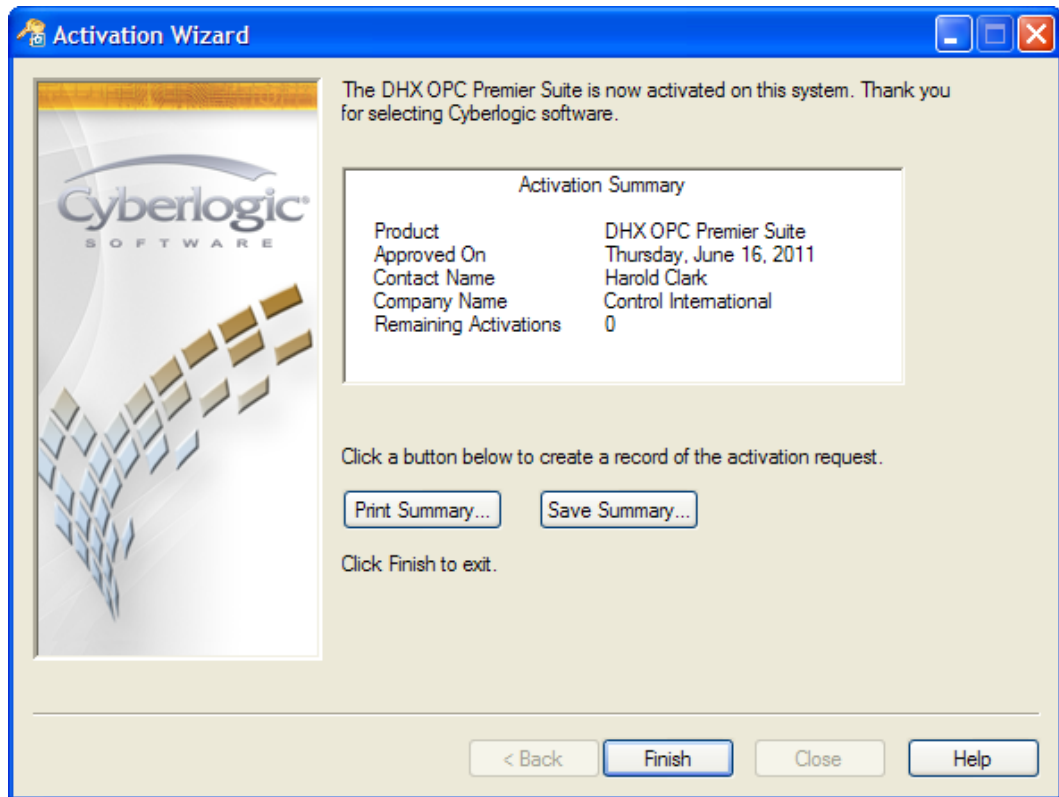 Activation Wizard
The DHX OPC Premier Suite is now activated on this system. Thank you
for selecting Cyberlogic software.
Cyberlogic®
SOFTWARE
Activation Summary
Product DHX OPC Premier Suite
Approved On Thursday, June 16, 2011
Contact Name Harold Clark
Company Name Control International
Remaining Activations 0
Click a button below to create a record of the activation request.
Print Summary... Save Summary...
Click Finish to exit.
< Back Finish Close Help